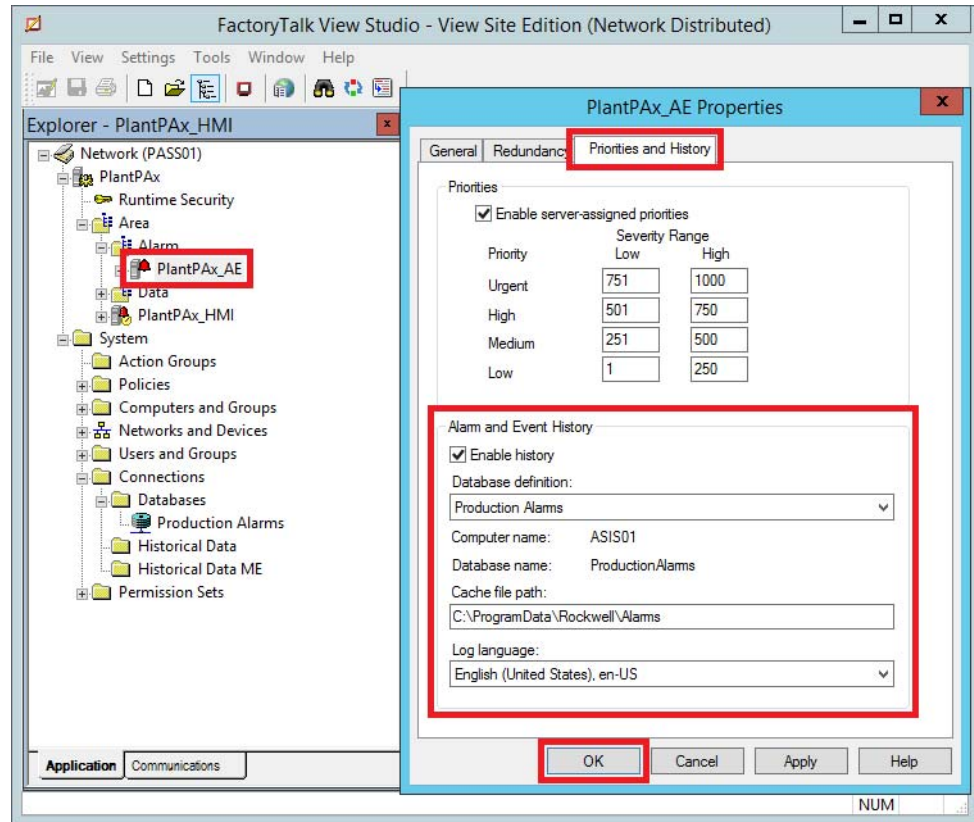 FactoryTalk View Studio - View Site Edition (Network Distributed)
File View Settings Tools Window Help
Explorer - PlantPAx_HMI
Network (PASS01)
PlantPAx
Runtime Security
Area
Alarm
PlantPAx_AE
Data
PlantPAx_HMI
System
Action Groups
Policies
Computers and Groups
Networks and Devices
Users and Groups
Connections
Databases
Production Alarms
Historical Data
Historical Data ME
Permission Sets
Application Communications
PlantPAx_AE Properties
General Redundancy Priorities and History
Priorities
Enable server-assigned priorities
Severity Range
Priority Low High
Urgent 751 1000
High 501 750
Medium 251 500
Low 1 250
Alarm and Event History
Enable history
Database definition:
Production Alarms
Computer name: ASIS01
Database name: ProductionAlarms
Cache file path:
C:\ProgramData\Rockwell\Alarms
Log language:
English (United States), en-US
OK Cancel Apply Help
NUM